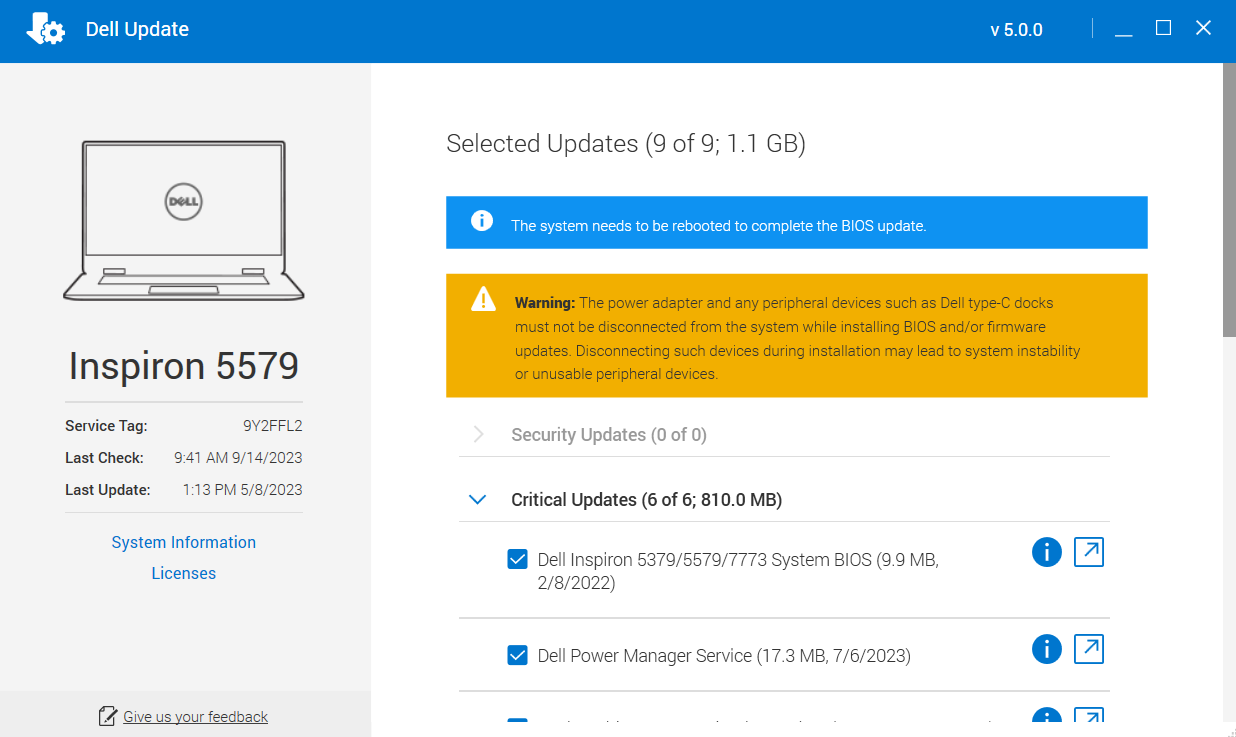 Dell Update
v 5.0.0
DELL
Inspiron 5579
Service Tag: 9Y2FFL2
Last Check: 9:41 AM 9/14/2023
Last Update: 1:13 PM 5/8/2023
System Information
Licenses
Give us your feedback
Selected Updates (9 of 9; 1.1 GB)
The system needs to be rebooted to complete the BIOS update.
Warning: The power adapter and any peripheral devices such as Dell type-C docks
must not be disconnected from the system while installing BIOS and/or firmware
updates. Disconnecting such devices during installation may lead to system instability
or unusable peripheral devices.
Security Updates (0 of 0)
Critical Updates (6 of 6; 810.0 MB)
Dell Inspiron 5379/5579/7773 System BIOS (9.9 MB,
2/8/2022)
Dell Power Manager Service (17.3 MB, 7/6/2023)